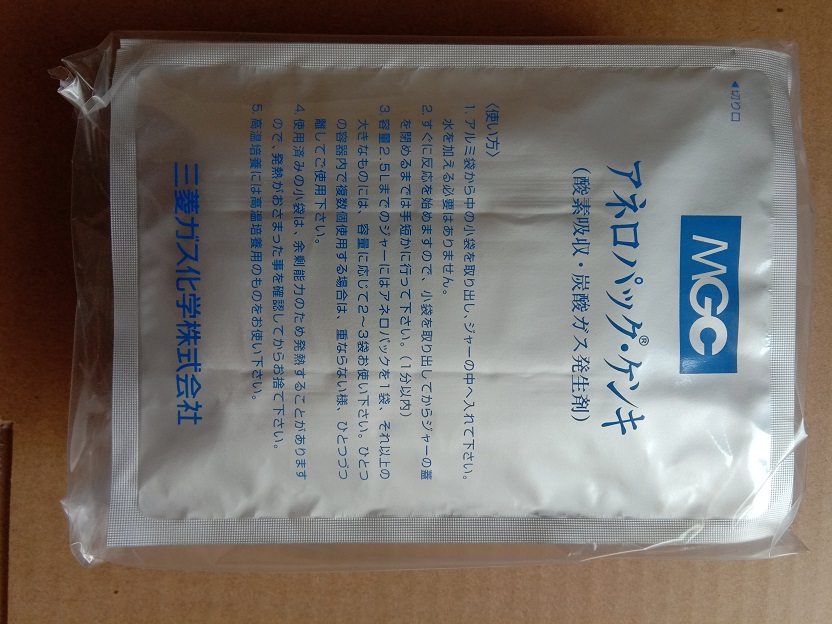 ◀切り口
MGC
アネロパック®・ケンキ
(酸素吸収・炭酸ガス発生剤)
〈使い方〉
1. アルミ袋から中の小袋を取り出し、ジャーの中へ入れて下さい。
水を加える必要はありません。
2. すぐに反応を始めますので、小袋を取り出してからジャーの蓋
を閉めるまでは手短かに行って下さい。(1分以内)
3. 容量2.5Lまでのジャーにはアネロパックを1袋、それ以上の
大きなものには、容量に応じて2〜3袋お使い下さい。ひとつ
の容器内で複数個使用する場合は、重ならない様、ひとつづつ
離してご使用下さい。
4. 使用済みの小袋は、余剰能力のため発熱することがあります
ので、発熱がおさまった事を確認してからお捨て下さい。
5. 高温培養には高温培養用のものをお使い下さい。
三菱ガス化学株式会社